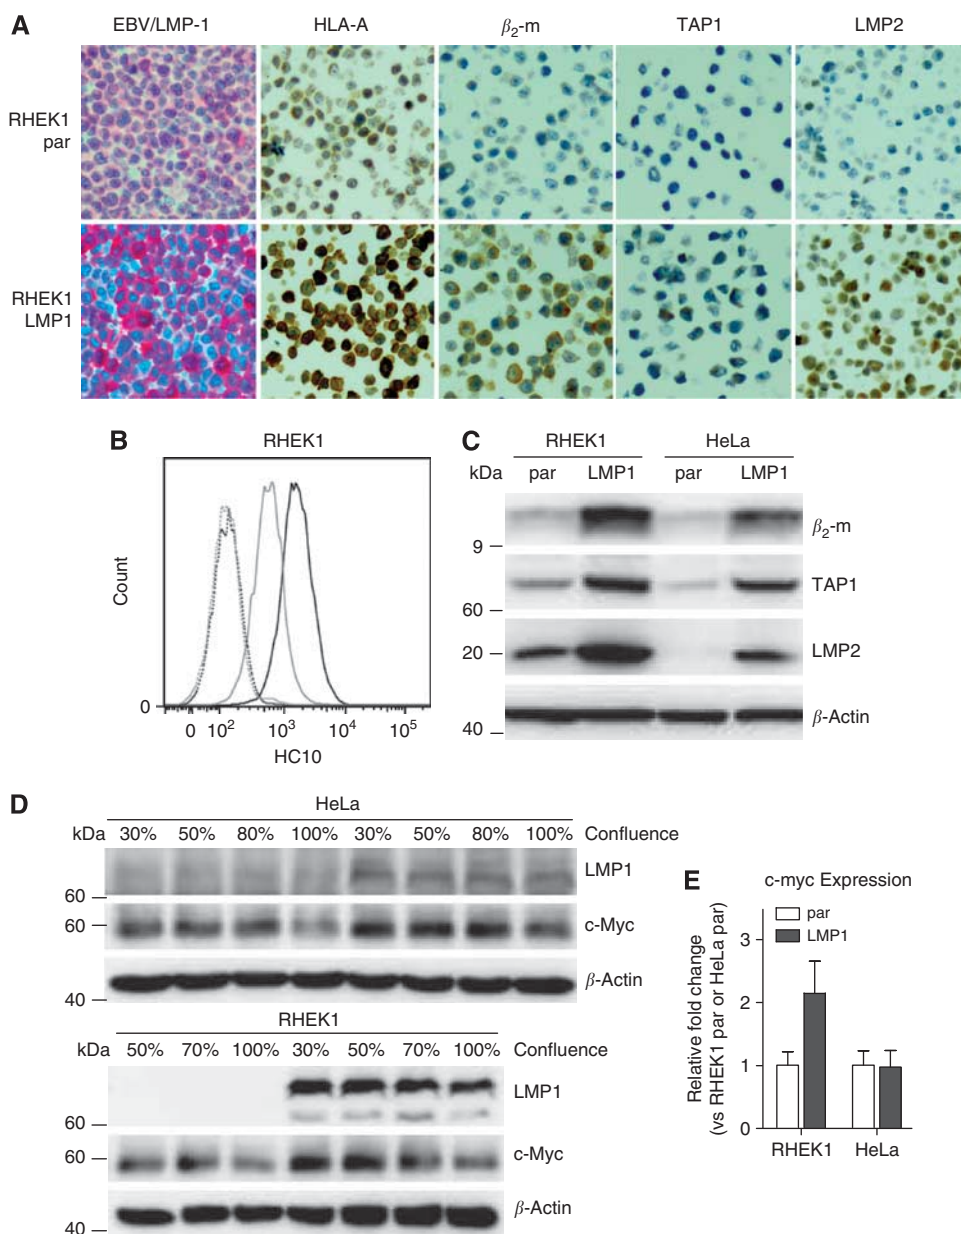 A
EBV/LMP-1 HLA-A β2-m TAP1 LMP2
RHEK1 par
RHEK1 LMP1
B
RHEK1
Count
0
0 10^2 10^3 10^4 10^5
HC10
C
RHEK1 HeLa
kDa par LMP1 par LMP1
β2-m
9
TAP1
60
20 LMP2
β-Actin
40
D
HeLa
kDa 30% 50% 80% 100% 30% 50% 80% 100% Confluence
LMP1
60
60 c-Myc
β-Actin
40
RHEK1
kDa 50% 70% 100% 30% 50% 70% 100% Confluence
LMP1
60
60 c-Myc
β-Actin
40
E
c-myc Expression
par
LMP1
Relative fold change
(vs RHEK1 par or HeLa par)
3
2
1
0
RHEK1 HeLa